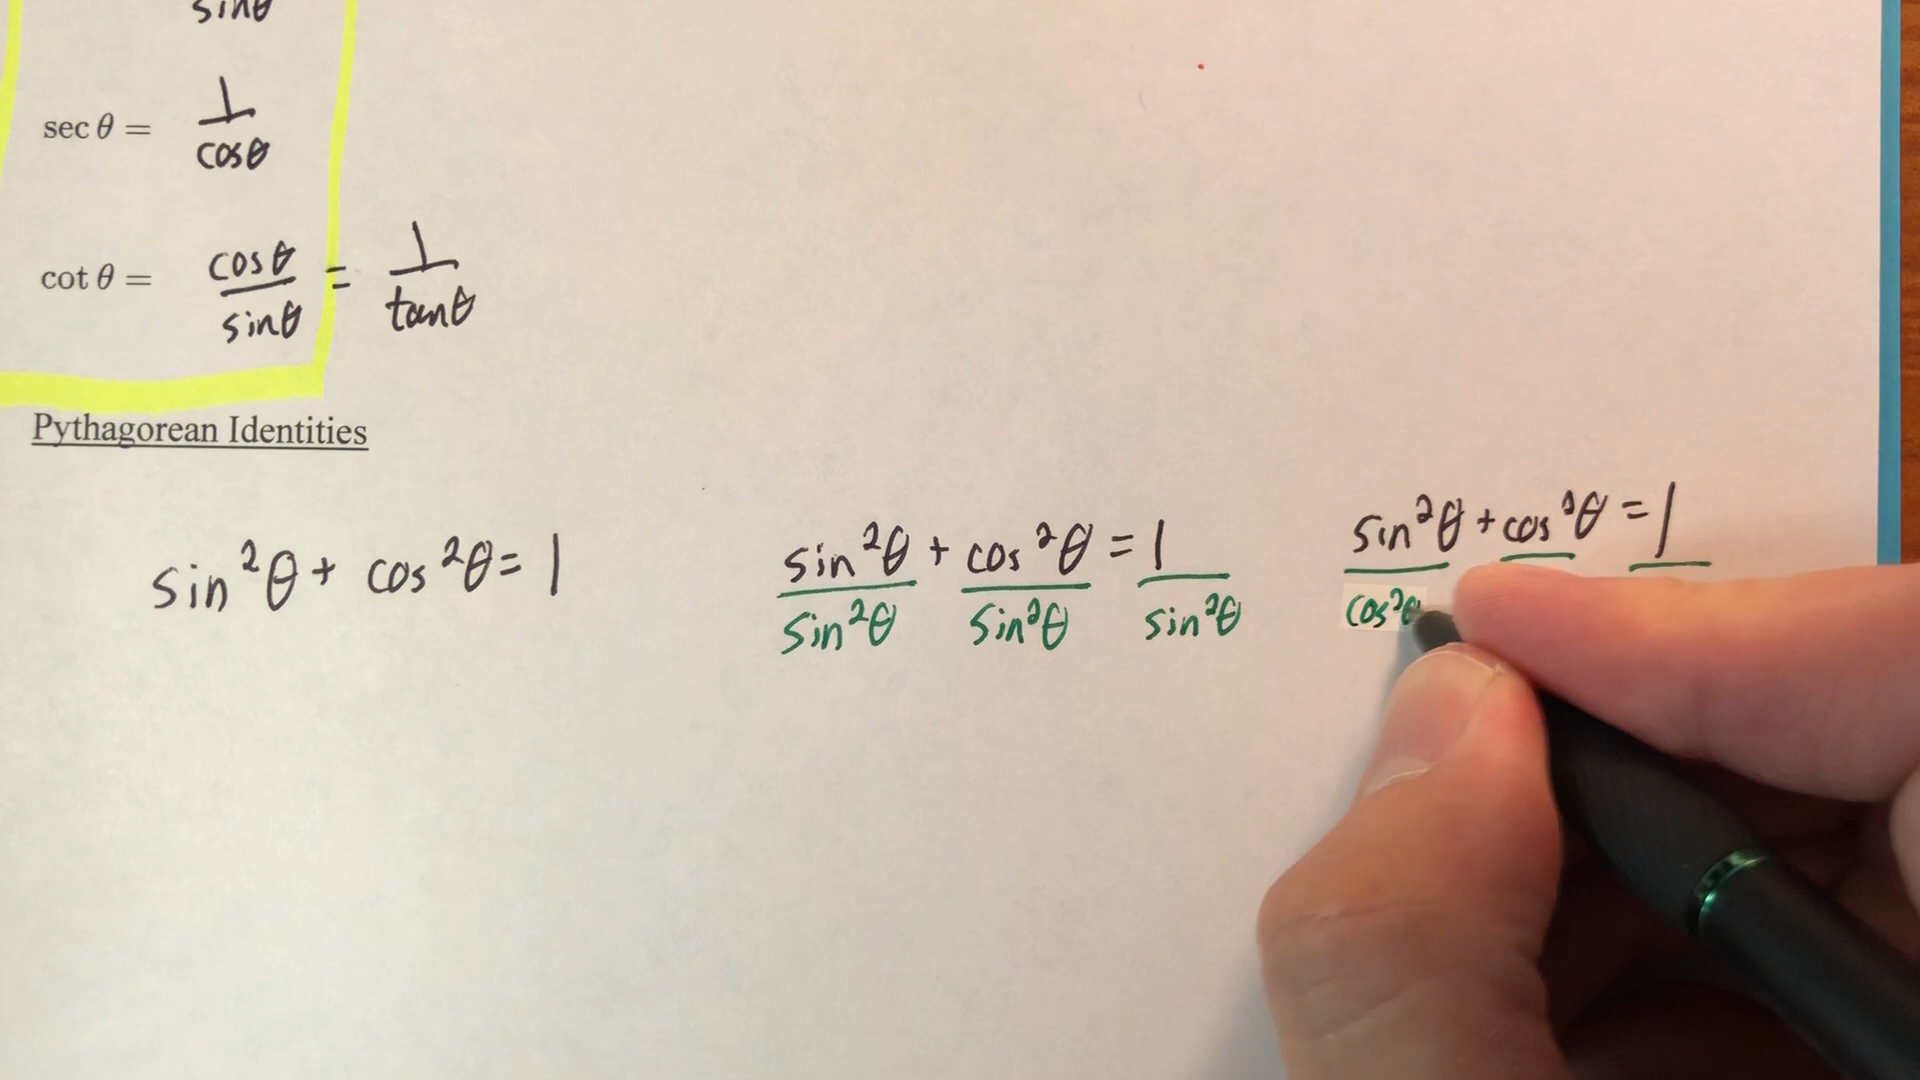 sinθ
sec θ = 1/cosθ
cot θ = cosθ/sinθ = 1/tanθ
Pythagorean Identities
sin²θ + cos²θ = 1
sin²θ/sin²θ + cos²θ/sin²θ = 1/sin²θ
sin²θ + cos²θ = 1
cos²θ